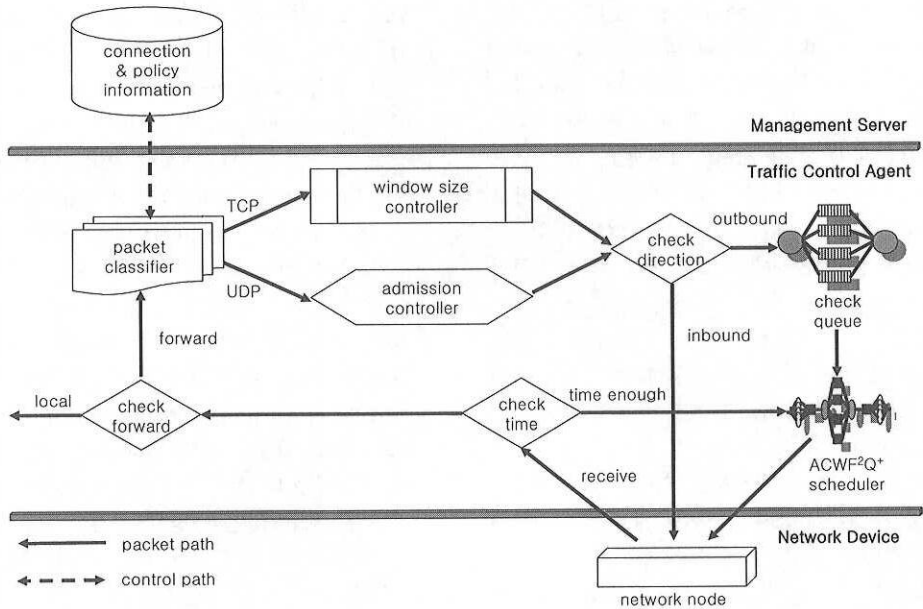 connection
& policy
information
Management Server
Traffic Control Agent
window size
controller
TCP
outbound
packet
classifier
check
direction
UDP
admission
controller
check
queue
forward
inbound
local
check
forward
check
time
time enough
receive
ACWF²Q⁺
scheduler
packet path
Network Device
control path
network node